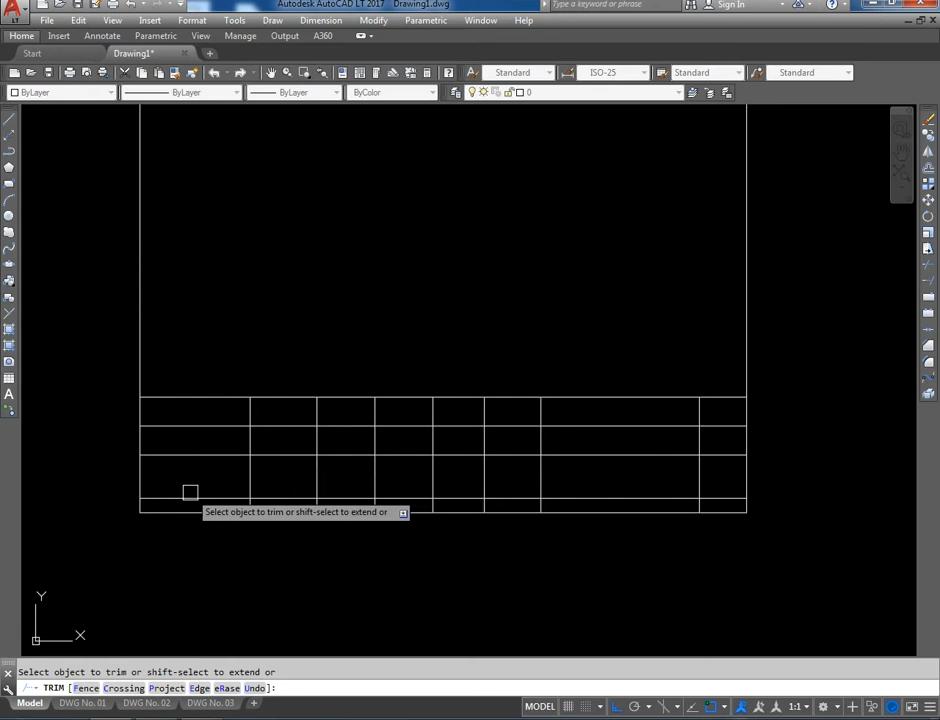 Autodesk AutoCAD LT 2017 Drawing1.dwg
Type a keyword or phrase
Sign In
LT
File Edit View Insert Format Tools Draw Dimension Modify Parametric Window Help
Home Insert Annotate Parametric View Manage Output A360
Start Drawing1*
Standard ISO-25 Standard Standard
ByLayer ByLayer ByLayer ByColor 0
Select object to trim or shift-select to extend or
Y
X
Select object to trim or shift-select to extend or
TRIM [Fence Crossing Project Edge eRase Undo]:
Model DWG No. 01 DWG No. 02 DWG No. 03 MODEL 1:1